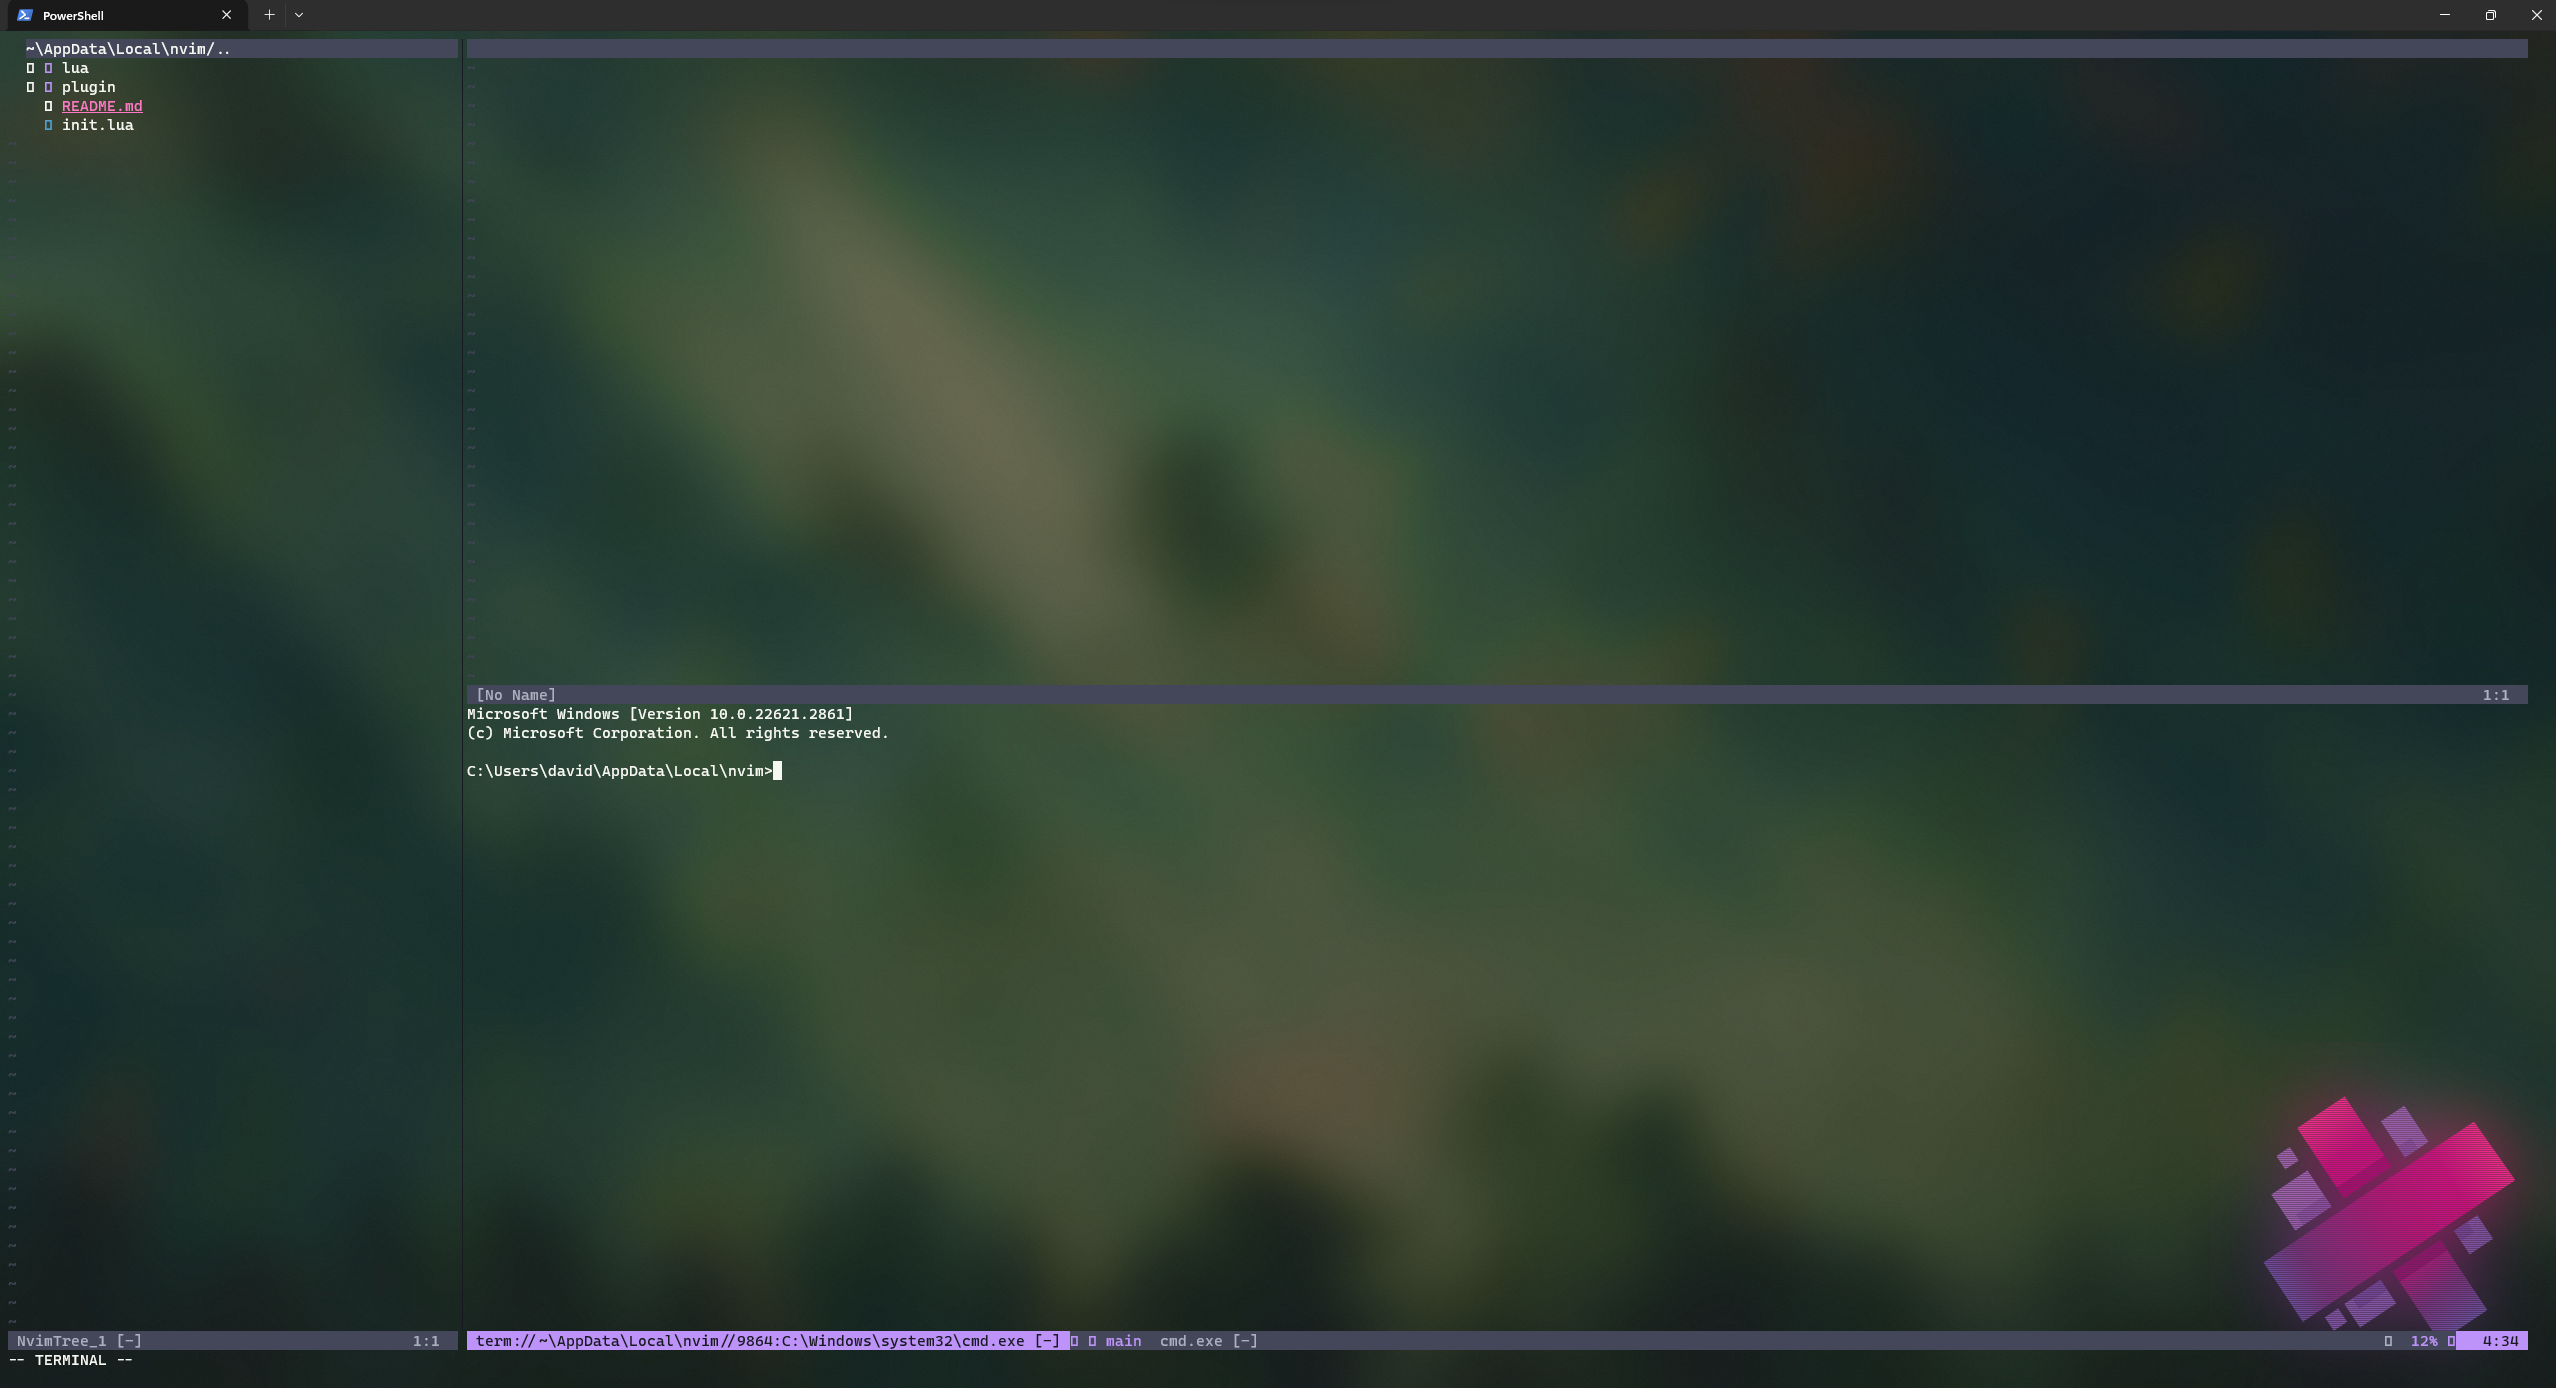 PowerShell
~\AppData\Local\nvim/..
lua
plugin
README.md
init.lua
[No Name] 1:1
Microsoft Windows [Version 10.0.22621.2861]
(c) Microsoft Corporation. All rights reserved.
C:\Users\david\AppData\Local\nvim>
NvimTree_1 [-] 1:1
term://~\AppData\Local\nvim//9864:C:\Windows\system32\cmd.exe [-] main cmd.exe [-] 12% 4:34
-- TERMINAL --